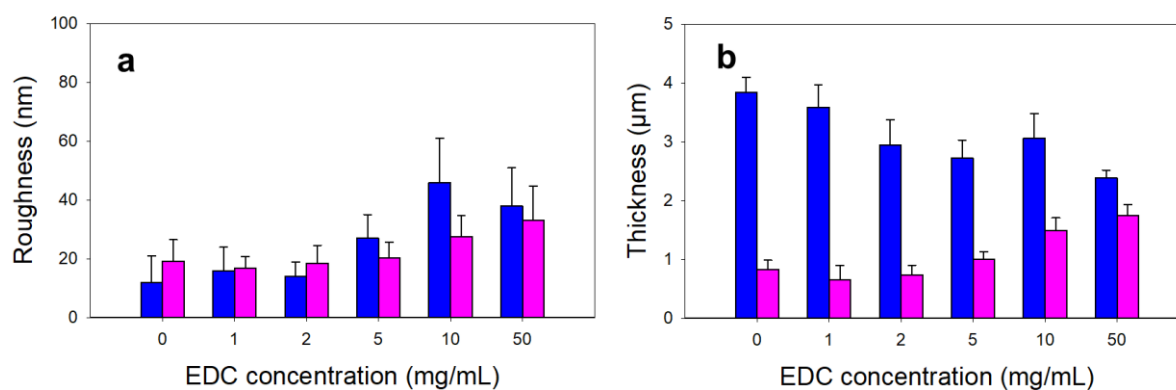 a
Roughness (nm)
100
80
60
40
20
0
0 1 2 5 10 50
EDC concentration (mg/mL)
b
Thickness (µm)
5
4
3
2
1
0
0 1 2 5 10 50
EDC concentration (mg/mL)